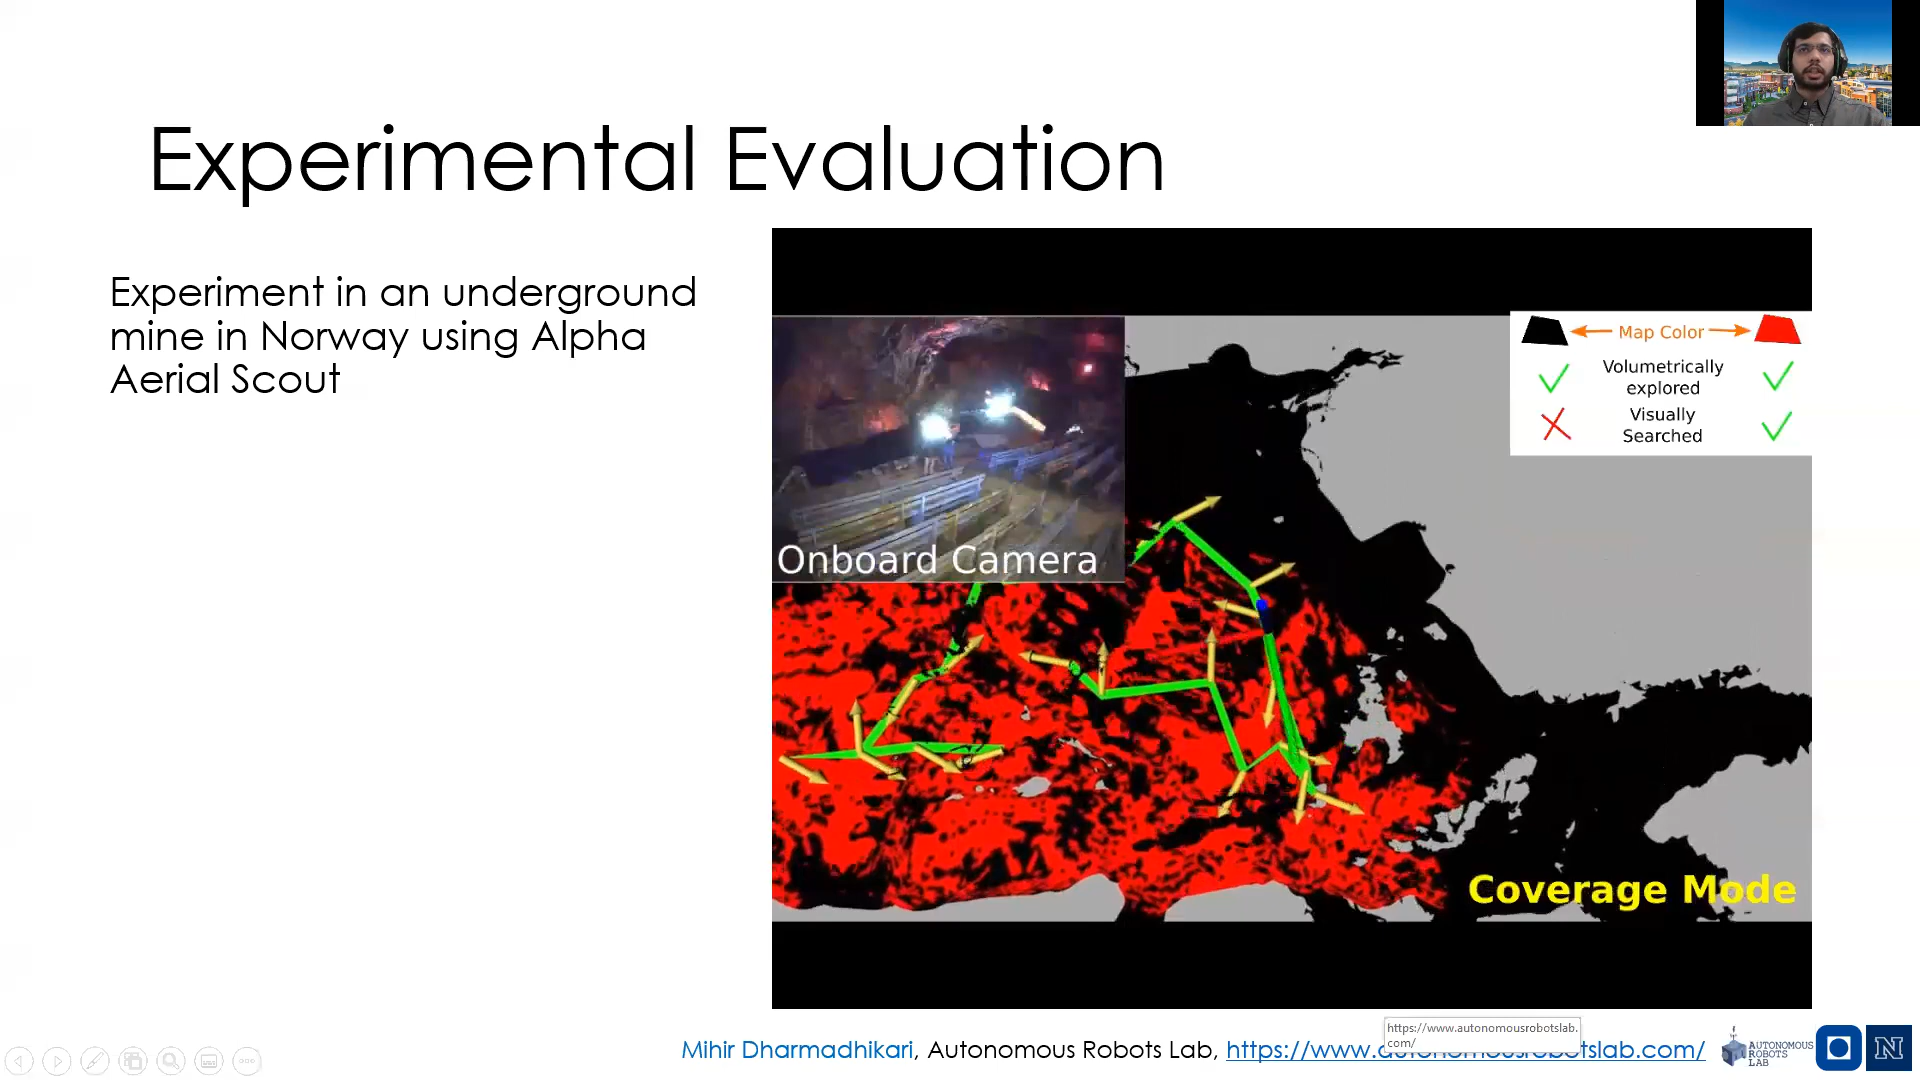 Experimental Evaluation
Experiment in an underground
mine in Norway using Alpha
Aerial Scout
Map Color
Volumetrically
explored
Visually
Searched
Onboard Camera
Coverage Mode
https://www.autonomousrobotslab.
com/
Mihir Dharmadhikari, Autonomous Robots Lab, https://www.autonomousrobotslab.com/
AUTONOMOUS
ROBOTS
LAB
N